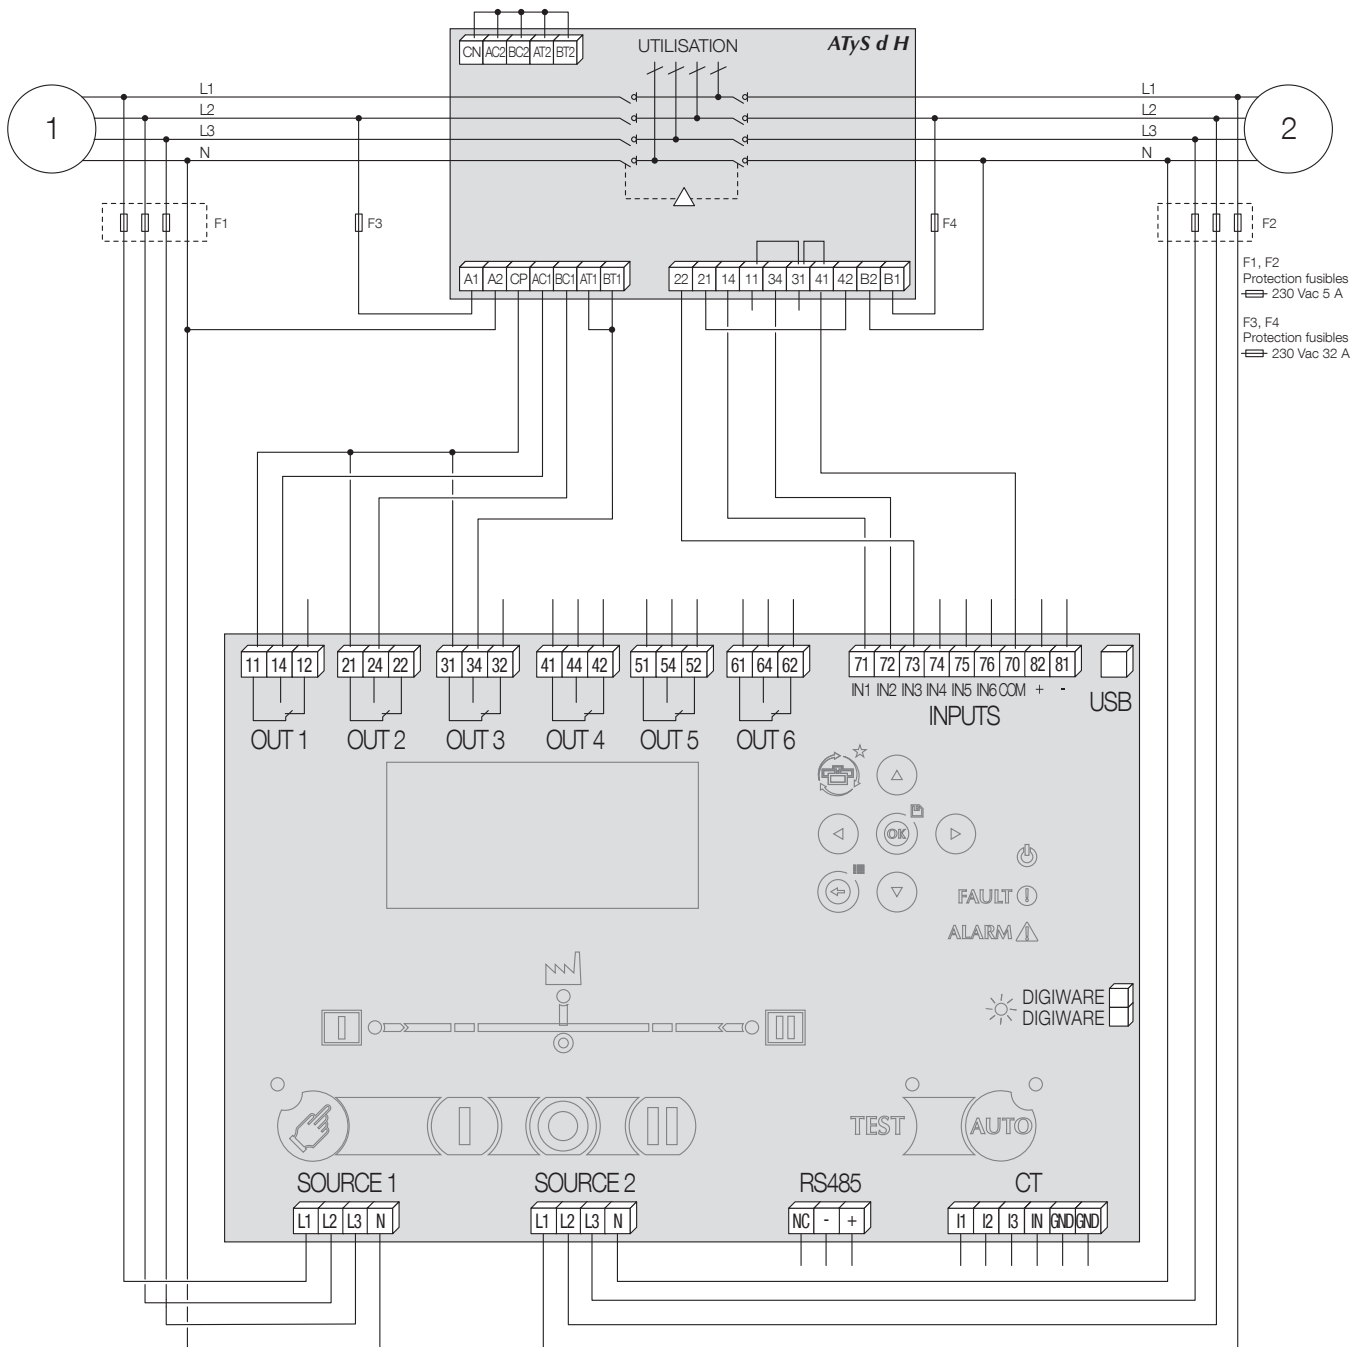 CN AC2 BC2 AT2 BT2
UTILISATION
ATyS d H
1
L1
L2
L3
N
L1
L2
L3
N
2
F1
F3
F4
F2
A1 A2 CP AC1 BC1 AT1 BT1
22 21 14 11 34 31 41 42 B2 B1
F1, F2
Protection fusibles
230 Vac 5 A
F3, F4
Protection fusibles
230 Vac 32 A
11 14 12
21 24 22
31 34 32
41 44 42
51 54 52
61 64 62
71 72 73 74 75 76 70 82 81
IN1 IN2 IN3 IN4 IN5 IN6 COM + -
INPUTS
USB
OUT 1
OUT 2
OUT 3
OUT 4
OUT 5
OUT 6
OK
FAULT
ALARM
DIGIWARE
DIGIWARE
I
II
I
II
TEST
AUTO
SOURCE 1
SOURCE 2
RS485
CT
L1 L2 L3 N
L1 L2 L3 N
NC - +
I1 I2 I3 IN GND GND